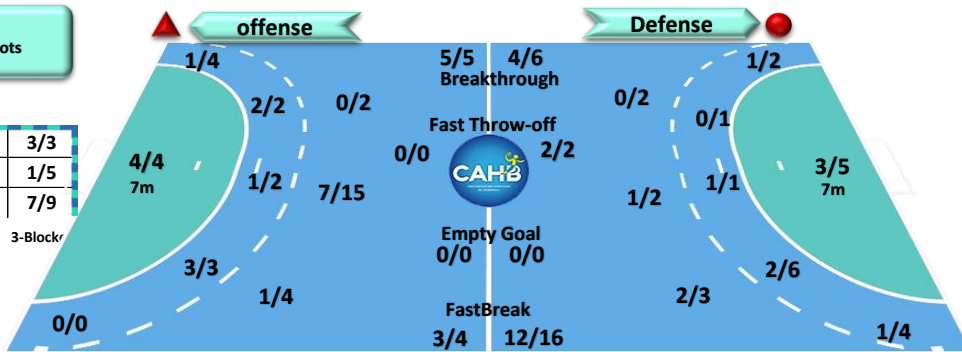 offense
Defense
ots
1/4
5/5 4/6
1/2
Breakthrough
2/2
0/2
0/2
0/1
Fast Throw-off
0/0
2/2
3/3
1/5
7/9
3-Block
4/4
7m
CAHB
3/5
7m
1/2
7/15
1/2
1/1
Empty Goal
0/0 0/0
3/3
2/6
1/4
2/3
FastBreak
0/0
3/4 12/16
1/4